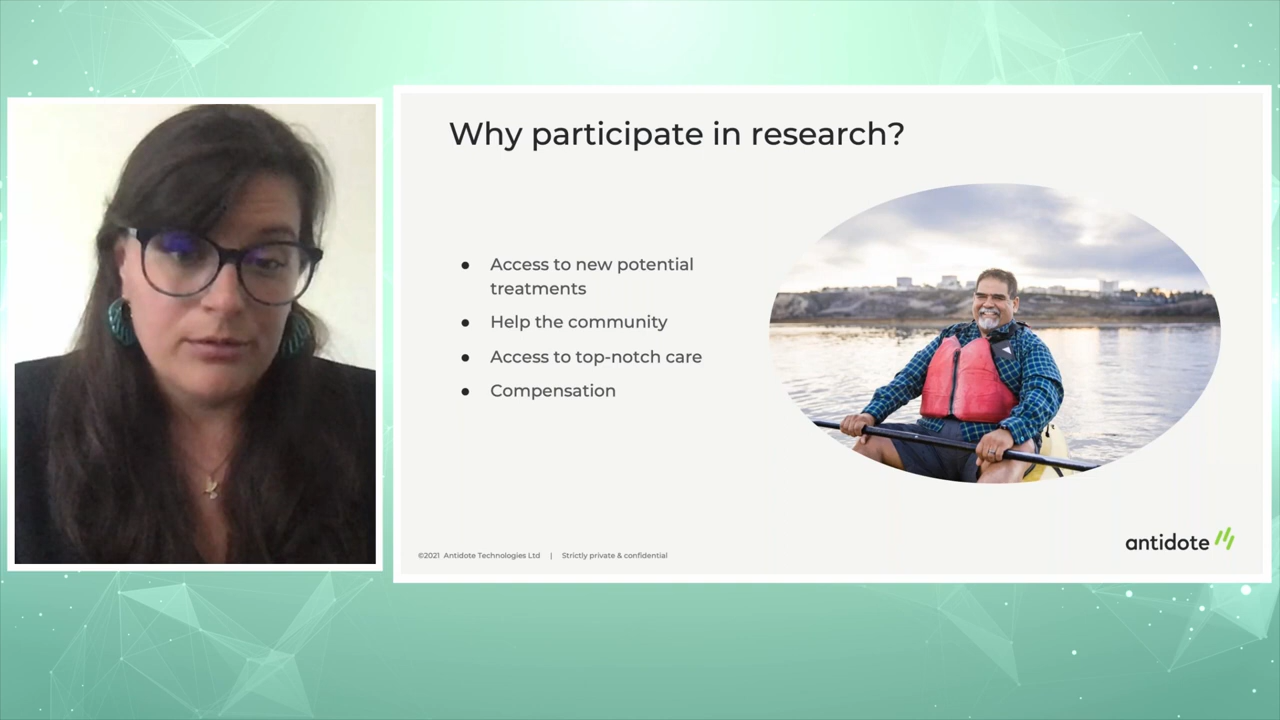 Why participate in research?
● Access to new potential
treatments
● Help the community
● Access to top-notch care
● Compensation
©2021 Antidote Technologies Ltd | Strictly private & confidential
antidote